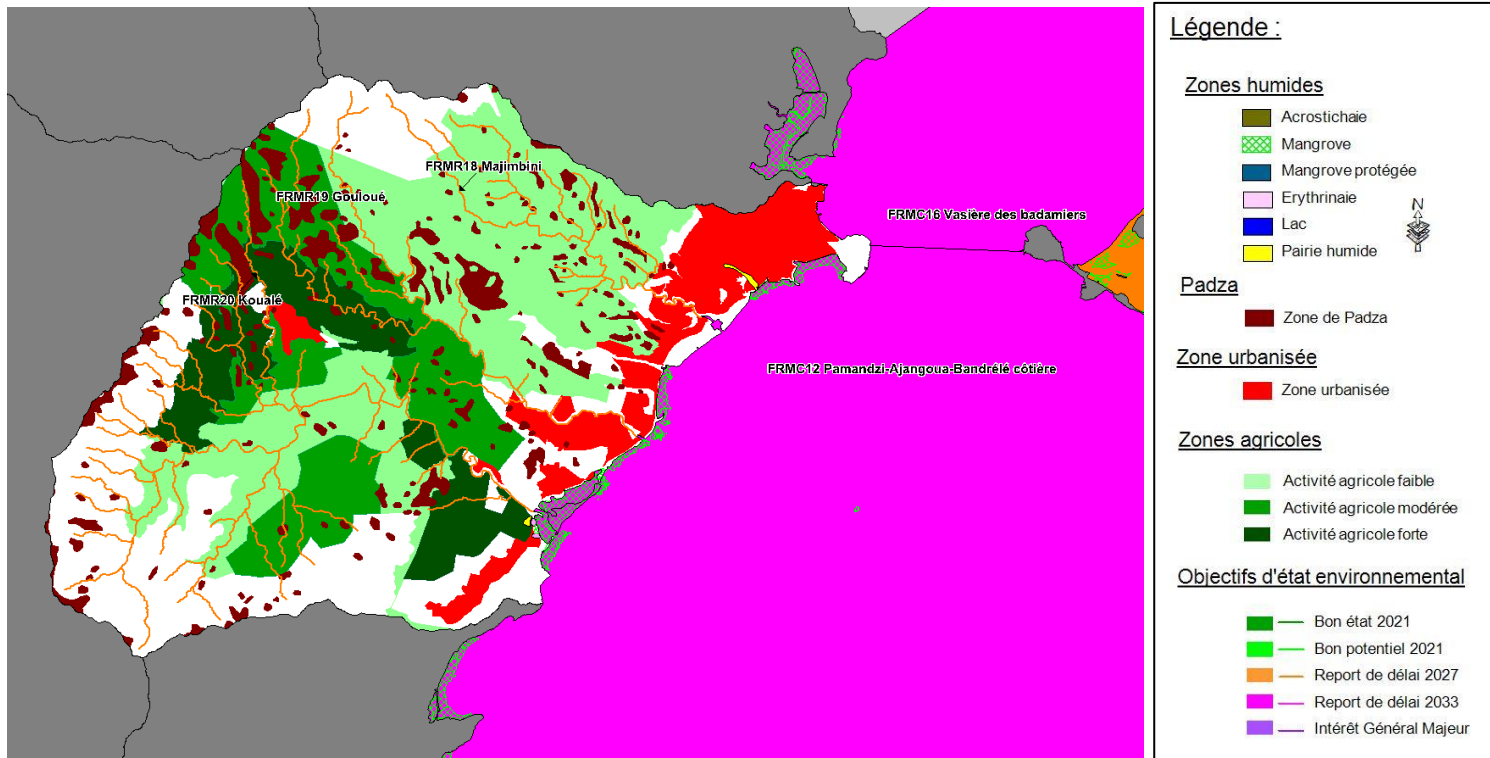 FRMR18 Majimbini
FRMR19 Gouloué
FRMC16 Vasière des badamiers
FRMR20 Koualé
FRMC12 Pamandzi-Ajangoua-Bandrélé côtière
Légende :
Zones humides
Acrostichaie
Mangrove
Mangrove protégée
Erythrinaie
Lac
Pairie humide
N
Padza
Zone de Padza
Zone urbanisée
Zone urbanisée
Zones agricoles
Activité agricole faible
Activité agricole modérée
Activité agricole forte
Objectifs d'état environnemental
Bon état 2021
Bon potentiel 2021
Report de délai 2027
Report de délai 2033
Intérêt Général Majeur